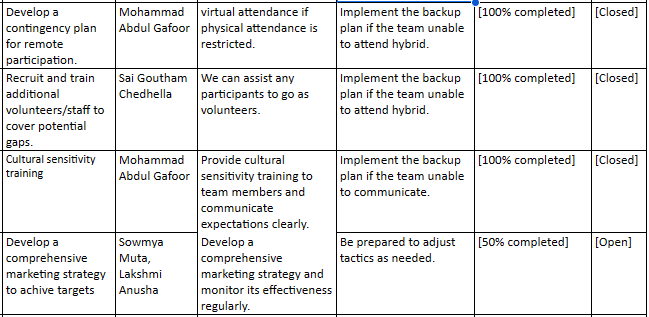 Develop a
contingency plan
for remote
participation.
Mohammad
Abdul Gafoor
virtual attendance if
physical attendance is
restricted.
Implement the backup
plan if the team unable
to attend hybrid.
[100% completed]
[Closed]
Recruit and train
additional
volunteers/staff to
cover potential
gaps.
Sai Goutham
Chedhella
We can assist any
participants to go as
volunteers.
Implement the backup
plan if the team unable
to attend hybrid.
[100% completed]
[Closed]
Cultural sensitivity
training
Mohammad
Abdul Gafoor
Provide cultural
sensitivity training to
team members and
communicate
expectations clearly.
Implement the backup
plan if the team unable
to communicate.
[100% completed]
[Closed]
Develop a
comprehensive
marketing strategy
to achive targets
Sowmya
Muta,
Lakshmi
Anusha
Develop a
comprehensive
marketing strategy and
monitor its effectiveness
regularly.
Be prepared to adjust
tactics as needed.
[50% completed]
[Open]